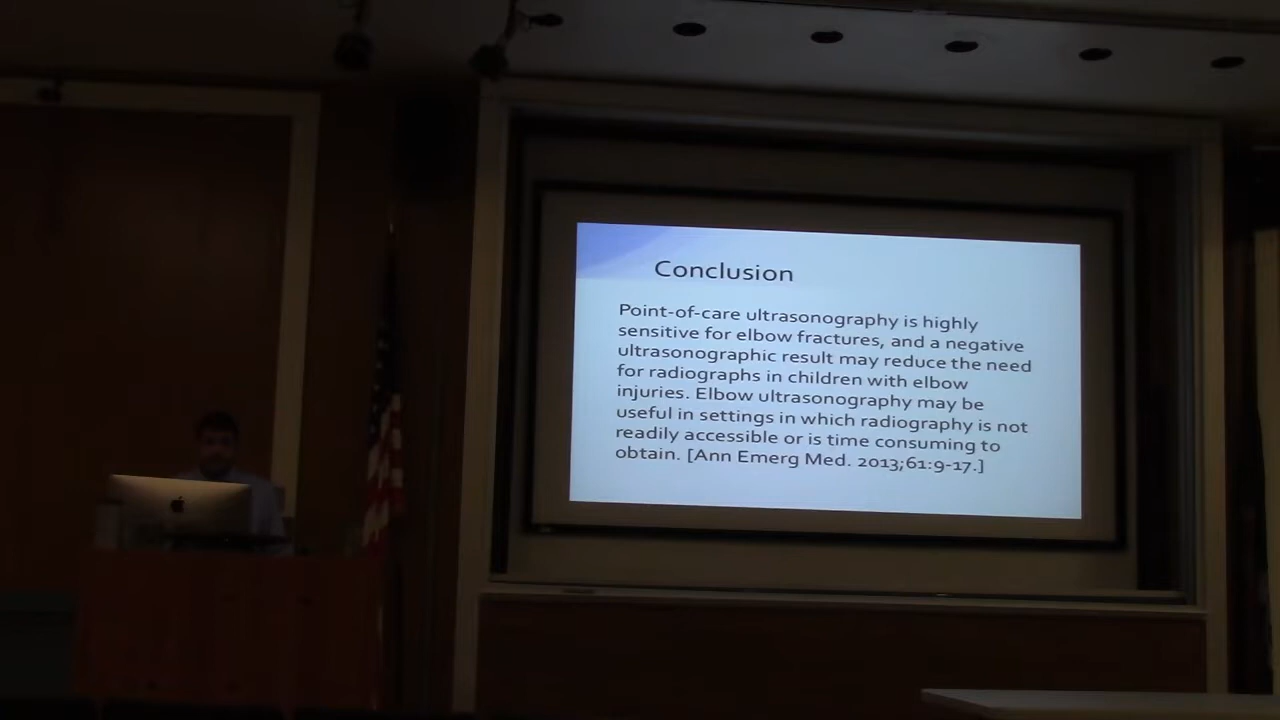 Conclusion
Point-of-care ultrasonography is highly
sensitive for elbow fractures, and a negative
ultrasonographic result may reduce the need
for radiographs in children with elbow
injuries. Elbow ultrasonography may be
useful in settings in which radiography is not
readily accessible or is time consuming to
obtain. [Ann Emerg Med. 2013;61:9-17.]